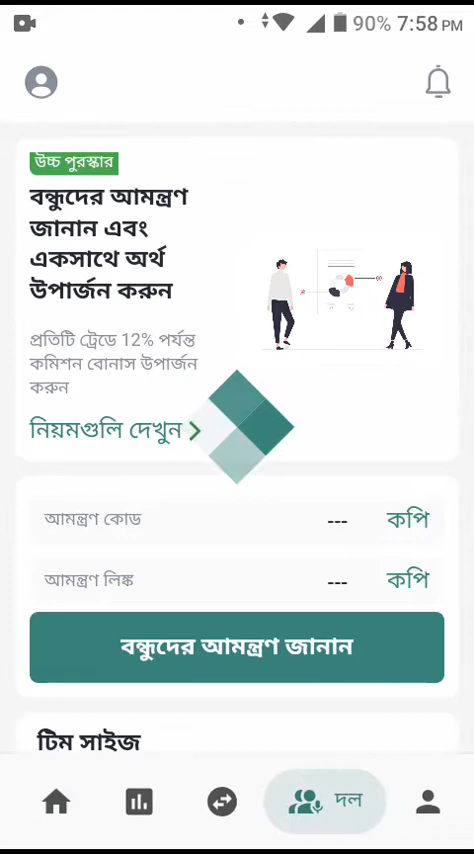 90% 7:58 PM
উচ্চ পুরস্কার
বন্ধুদের আমন্ত্রণ
জানান এবং
একসাথে অর্থ
উপার্জন করুন
প্রতিটি ট্রেডে 12% পর্যন্ত
কমিশন বোনাস উপার্জন
করুন
নিয়মগুলি দেখুন
আমন্ত্রণ কোড --- কপি
আমন্ত্রণ লিঙ্ক --- কপি
বন্ধুদের আমন্ত্রণ জানান
টিম সাইজ
দল